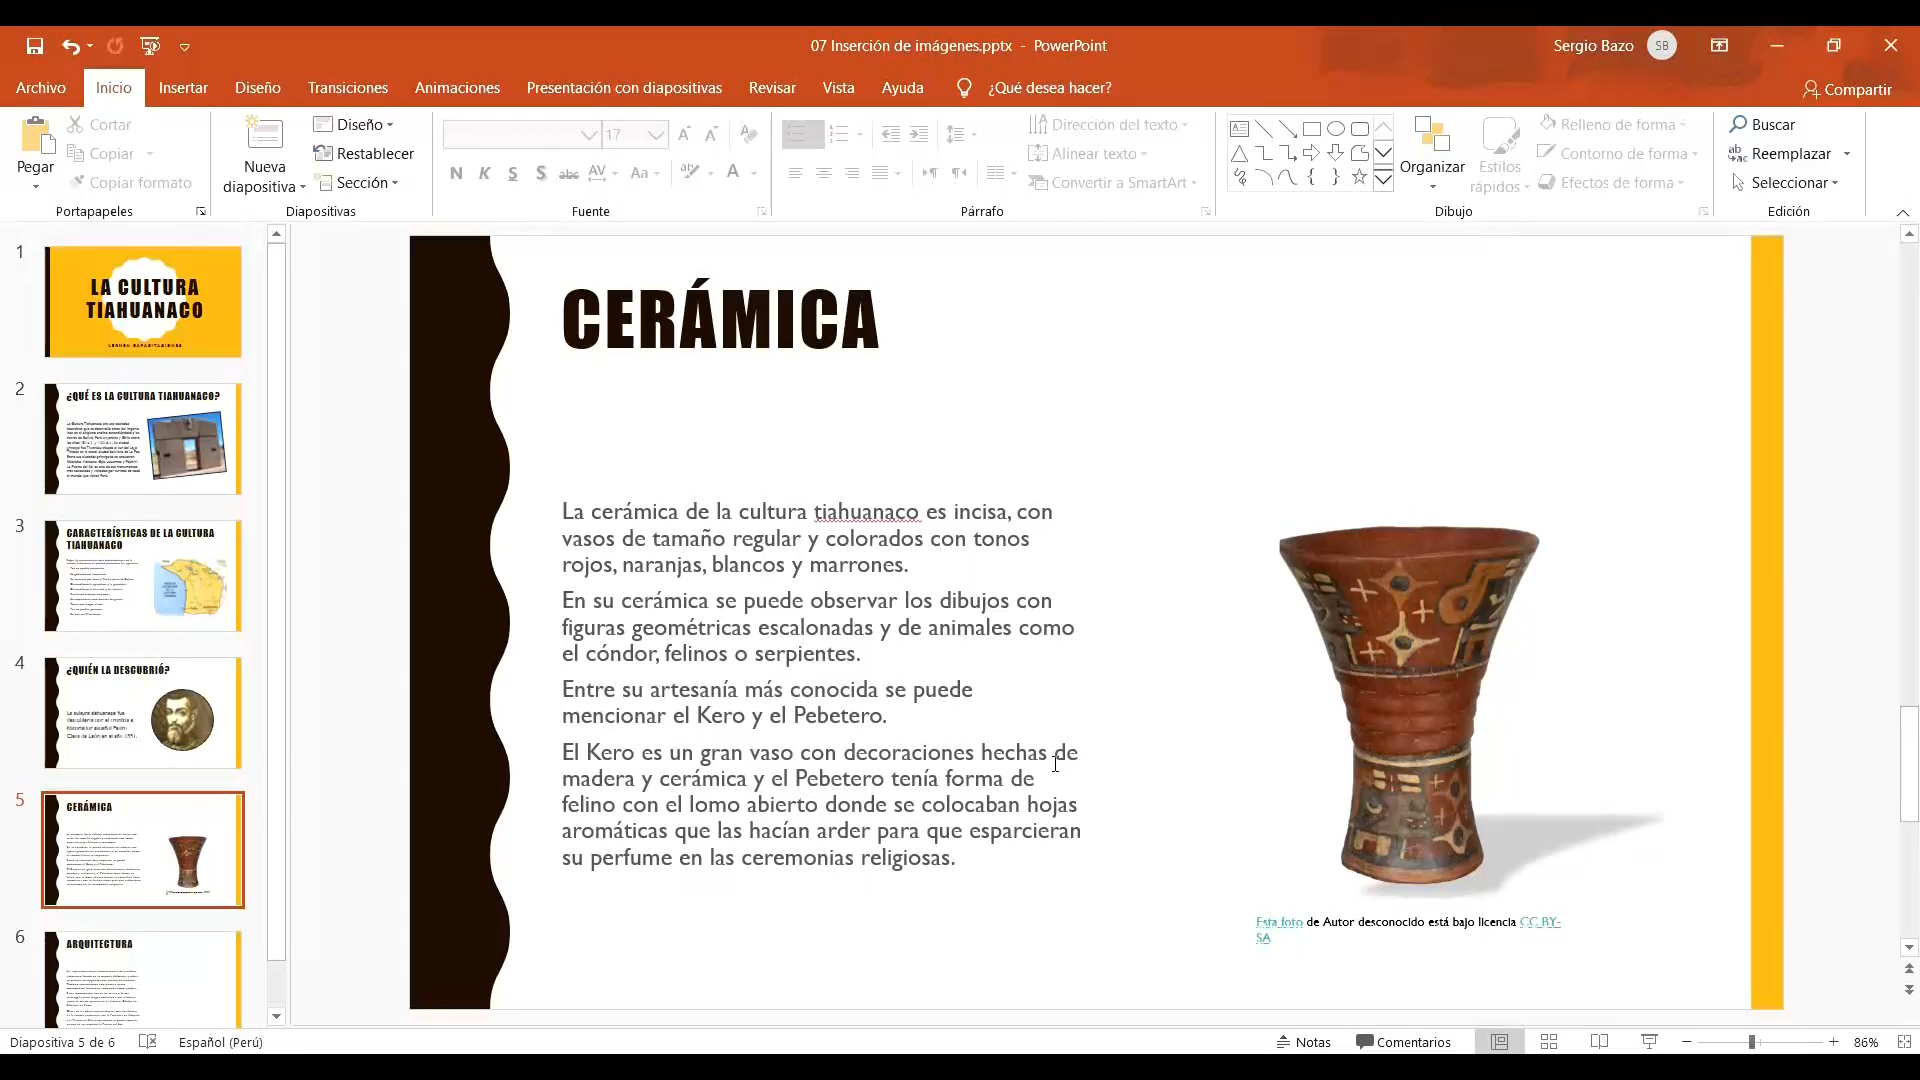 07 Inserción de imágenes.pptx - PowerPoint
Sergio Bazo
SB
Archivo
Inicio
Insertar
Diseño
Transiciones
Animaciones
Presentación con diapositivas
Revisar
Vista
Ayuda
¿Qué desea hacer?
Compartir
Pegar
Cortar
Copiar
Copiar formato
Portapapeles
Nueva
diapositiva
Diseño
Restablecer
Sección
Diapositivas
17
N K S S abc AV Aa A
Fuente
Dirección del texto
Alinear texto
Convertir a SmartArt
Párrafo
Organizar
Estilos
rápidos
Relleno de forma
Contorno de forma
Efectos de forma
Dibujo
Buscar
Reemplazar
Seleccionar
Edición
1
LA CULTURA
TIAHUANACO
2
¿QUÉ ES LA CULTURA TIAHUANACO?
3
CARACTERÍSTICAS DE LA CULTURA
TIAHUANACO
4
¿QUIÉN LA DESCUBRIÓ?
5
CERÁMICA
6
ARQUITECTURA
CERÁMICA
La cerámica de la cultura tiahuanaco es incisa, con
vasos de tamaño regular y colorados con tonos
rojos, naranjas, blancos y marrones.
En su cerámica se puede observar los dibujos con
figuras geométricas escalonadas y de animales como
el cóndor, felinos o serpientes.
Entre su artesanía más conocida se puede
mencionar el Kero y el Pebetero.
El Kero es un gran vaso con decoraciones hechas de
madera y cerámica y el Pebetero tenía forma de
felino con el lomo abierto donde se colocaban hojas
aromáticas que las hacían arder para que esparcieran
su perfume en las ceremonias religiosas.
Esta foto de Autor desconocido está bajo licencia CC BY-
SA
Diapositiva 5 de 6
Español (Perú)
Notas
Comentarios
86%